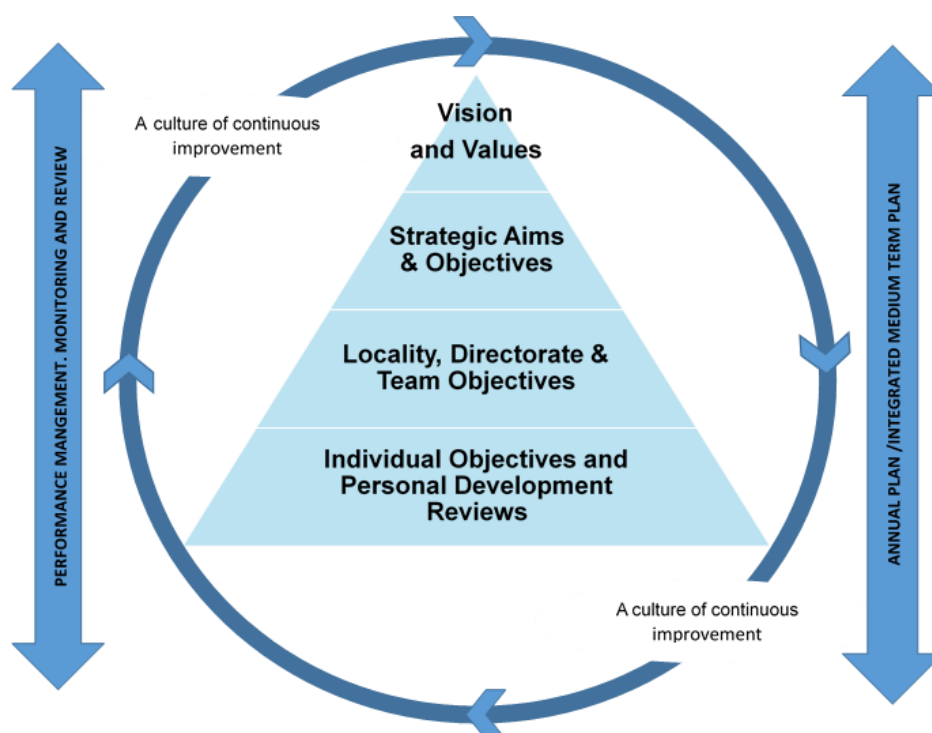 PERFORMANCE MANGEMENT. MONITORING AND REVIEW
A culture of continuous
improvement
Vision
and Values
Strategic Aims
& Objectives
Locality, Directorate &
Team Objectives
Individual Objectives and
Personal Development
Reviews
A culture of continuous
improvement
ANNUAL PLAN /INTEGRATED MEDIUM TERM PLAN